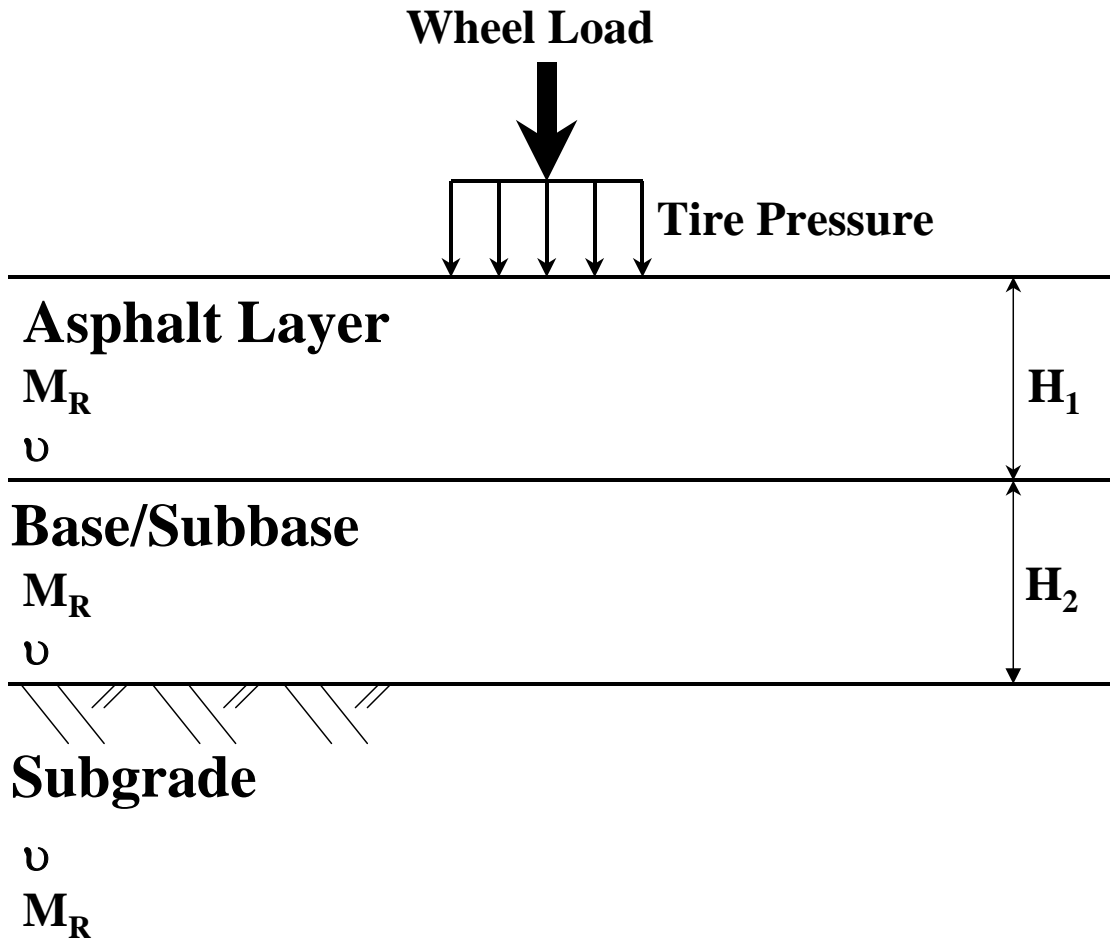 Wheel Load
Tire Pressure
Asphalt Layer
M_R
υ
H_1
Base/Subbase
M_R
υ
H_2
Subgrade
υ
M_R